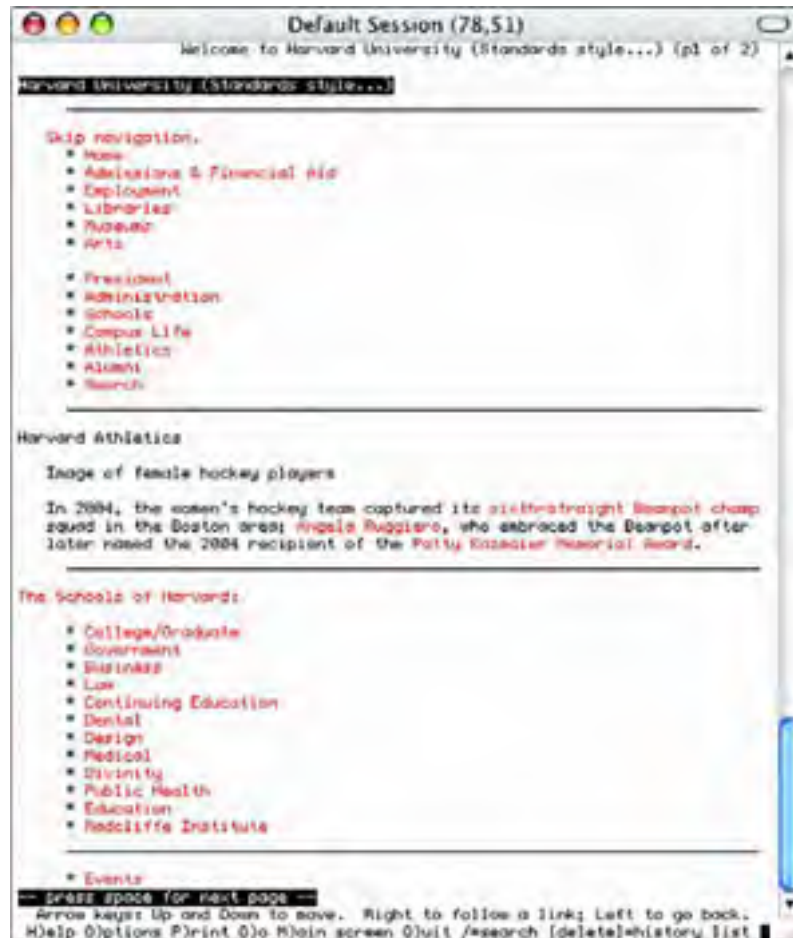 Default Session (78,51)
Welcome to Harvard University (Standards style...) (p1 of 2)
Harvard University (Standards style...)
Skip navigation.
* Home
* Admissions & Financial Aid
* Employment
* Libraries
* Museums
* Arts
* President
* Administration
* Schools
* Campus Life
* Athletics
* Alumni
* Search
Harvard Athletics
Image of female hockey players
In 2004, the women's hockey team captured its sixth-straight Beanpot champ
squad in the Boston area; Angela Ruggiero, who embraced the Beanpot after
later named the 2004 recipient of the Patty Kazmaier Memorial Award.
The Schools of Harvard:
* College/Graduate
* Government
* Business
* Law
* Continuing Education
* Dental
* Design
* Medical
* Divinity
* Public Health
* Education
* Radcliffe Institute
* Events
-- press space for next page --
Arrow keys: Up and Down to move. Right to follow a link; Left to go back.
H)elp O)ptions P)rint G)o M)ain screen Q)uit /=search [delete]=history list